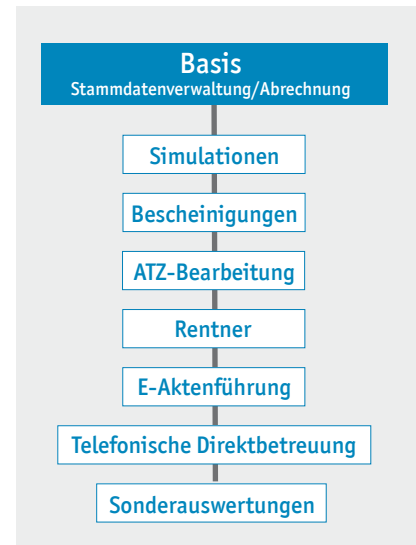 Basis
Stammdatenverwaltung/Abrechnung
Simulationen
Bescheinigungen
ATZ-Bearbeitung
Rentner
E-Aktenführung
Telefonische Direktbetreuung
Sonderauswertungen